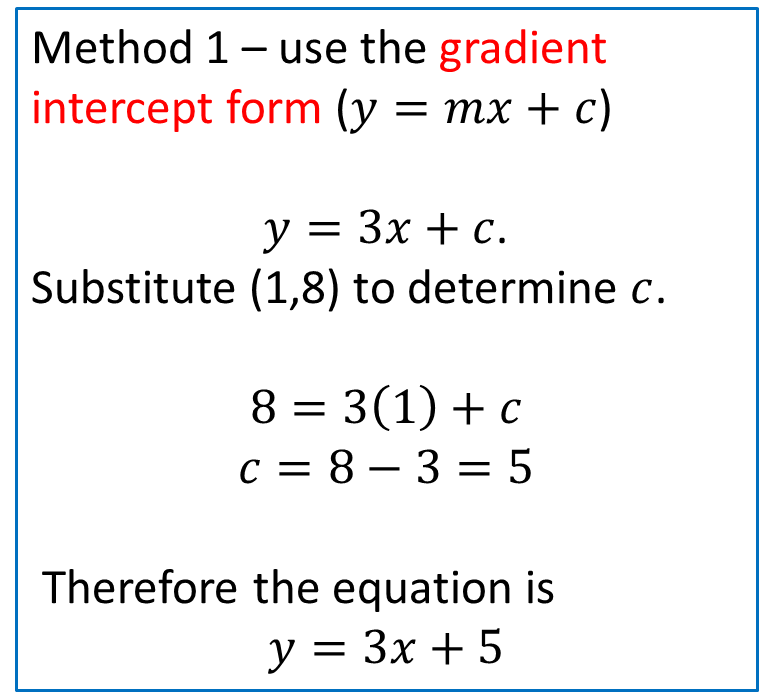 Method 1 – use the gradient
intercept form (y = mx + c)
y = 3x + c.
Substitute (1,8) to determine c.
8 = 3(1) + c
c = 8 − 3 = 5
Therefore the equation is
y = 3x + 5